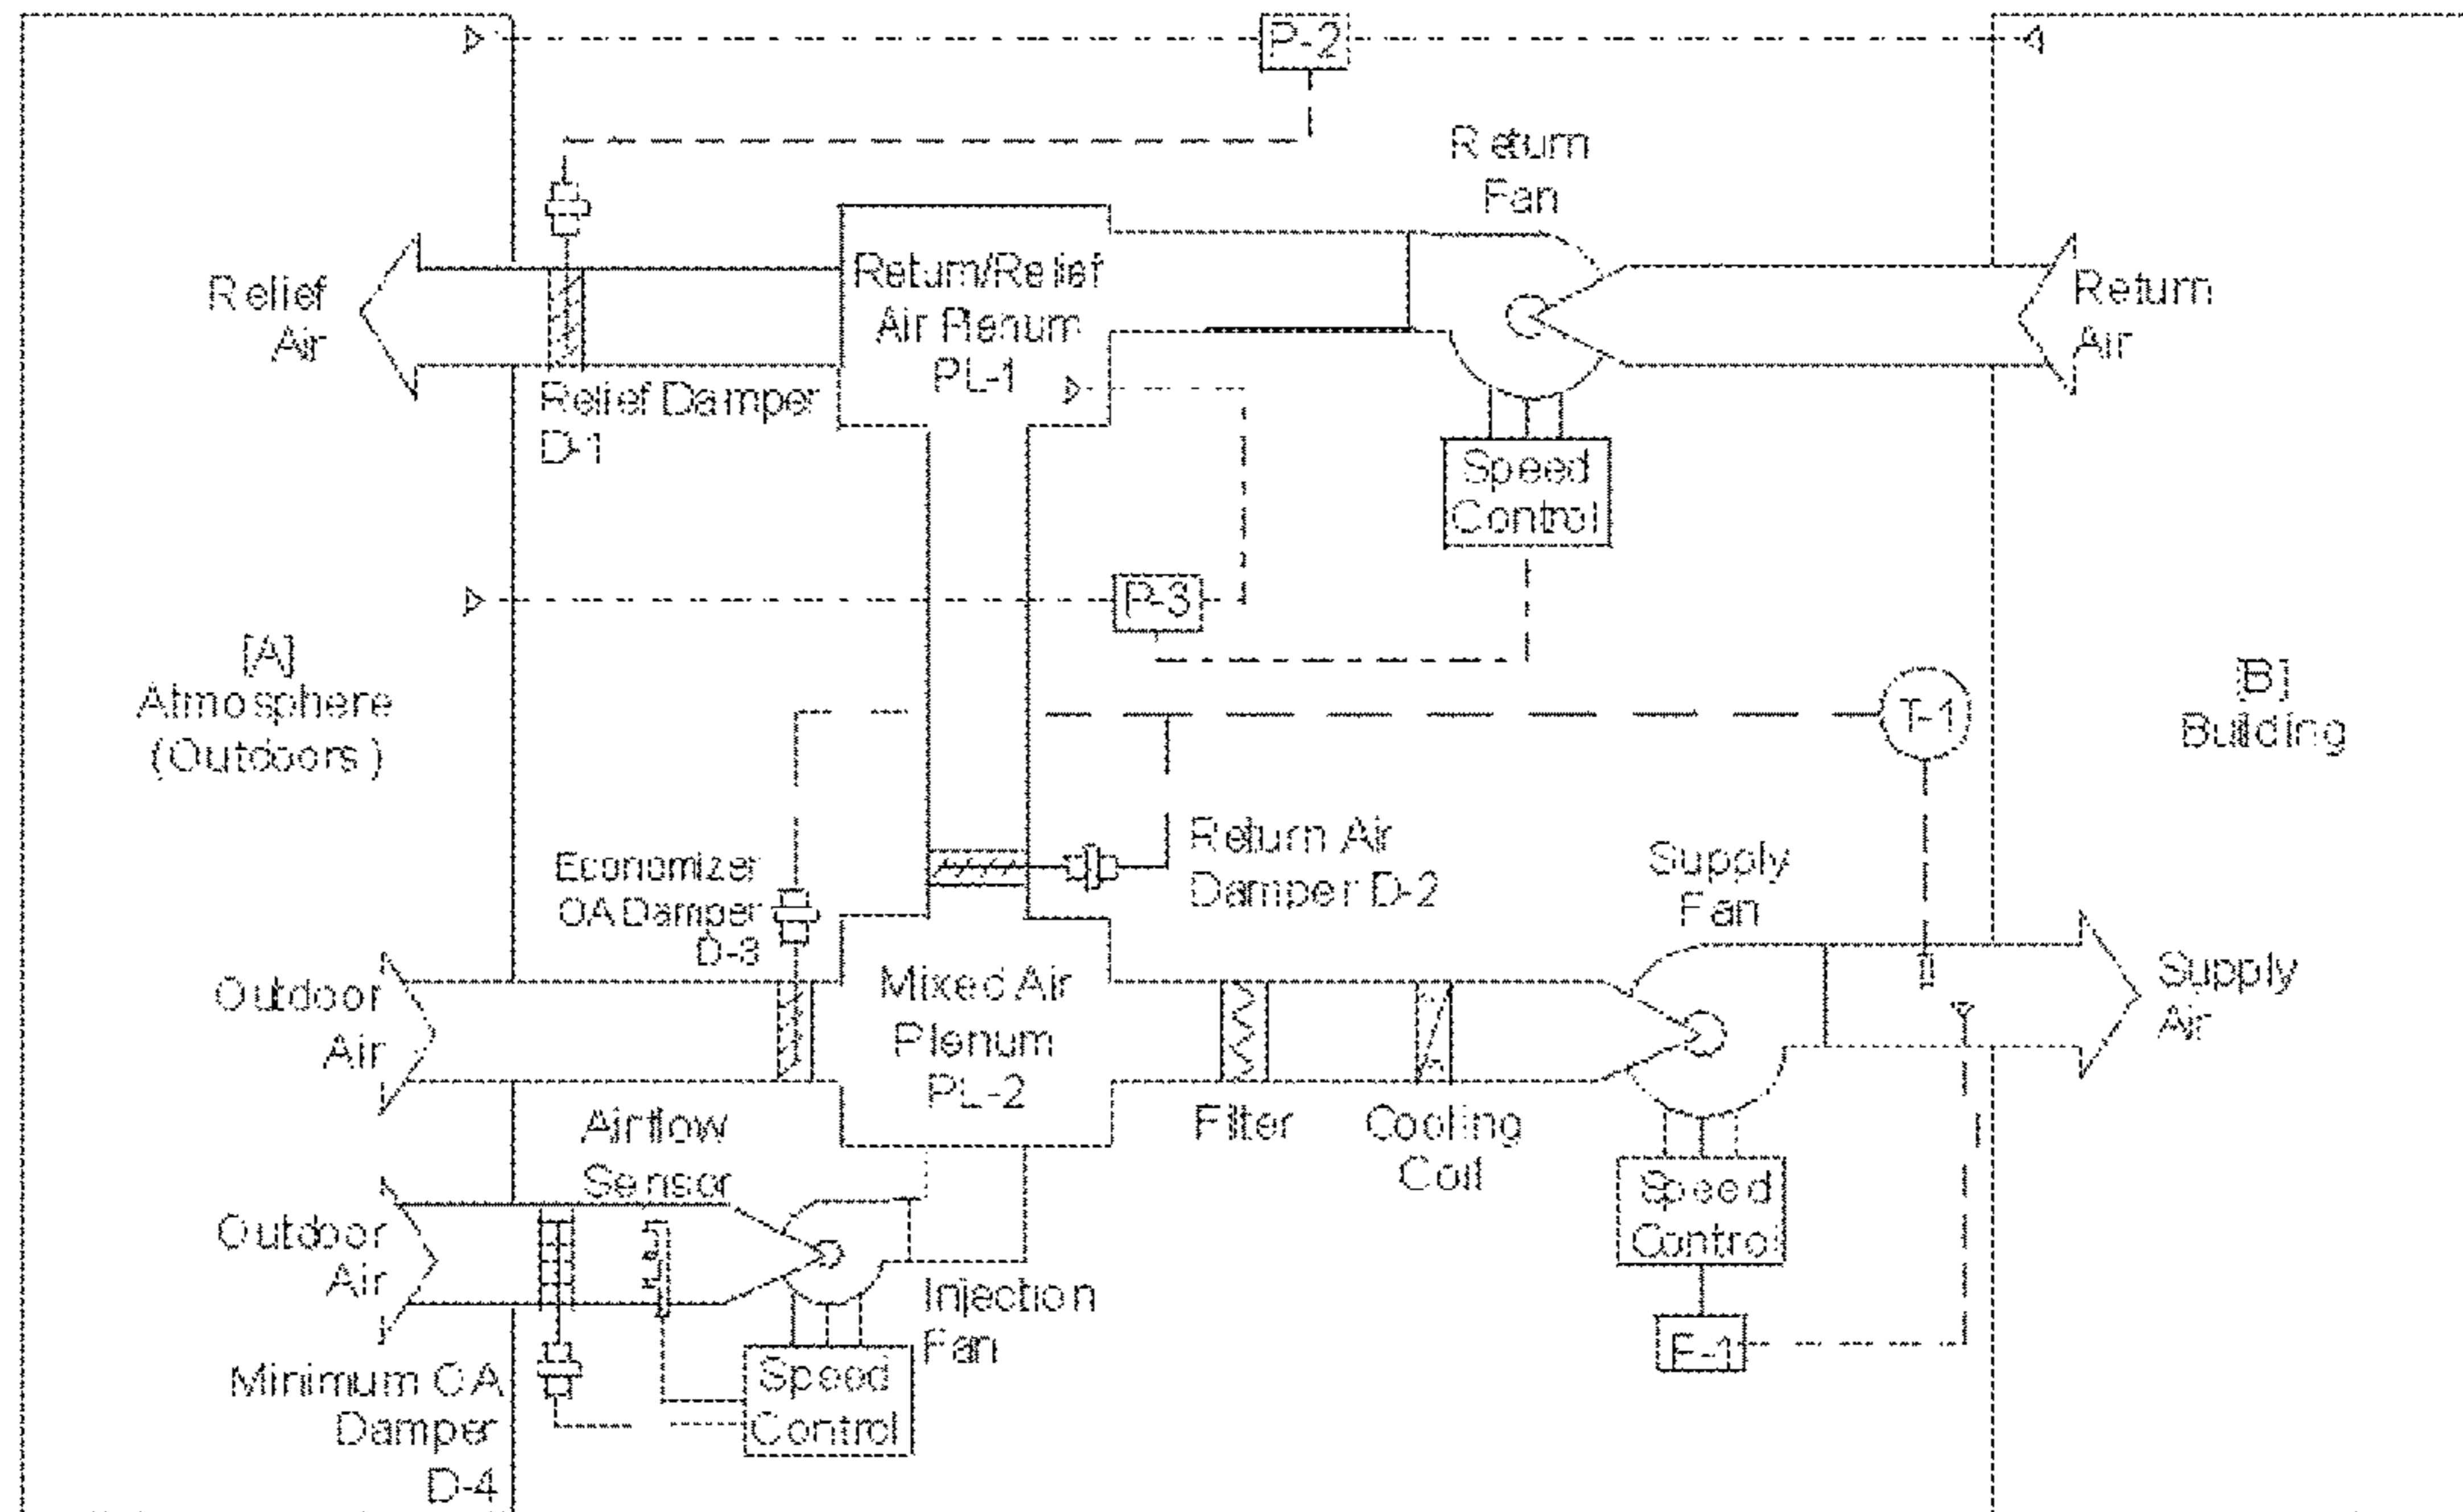 P-2
Return
Fan
Relief
Air
Return/Relief
Air Plenum
PL-1
Return
Air
Relief Damper
D-1
Speed
Control
P-3
[A]
Atmosphere
(Outdoors)
T-1
[B]
Building
Economizer
OA Damper
D-3
Return Air
Damper D-2
Supply
Fan
Outdoor
Air
Mixed Air
Plenum
PL-2
Supply
Air
Airflow
Sensor
Filter
Cooling
Coil
Speed
Control
Outdoor
Air
Injection
Fan
Minimum OA
Damper
D-4
Speed
Control